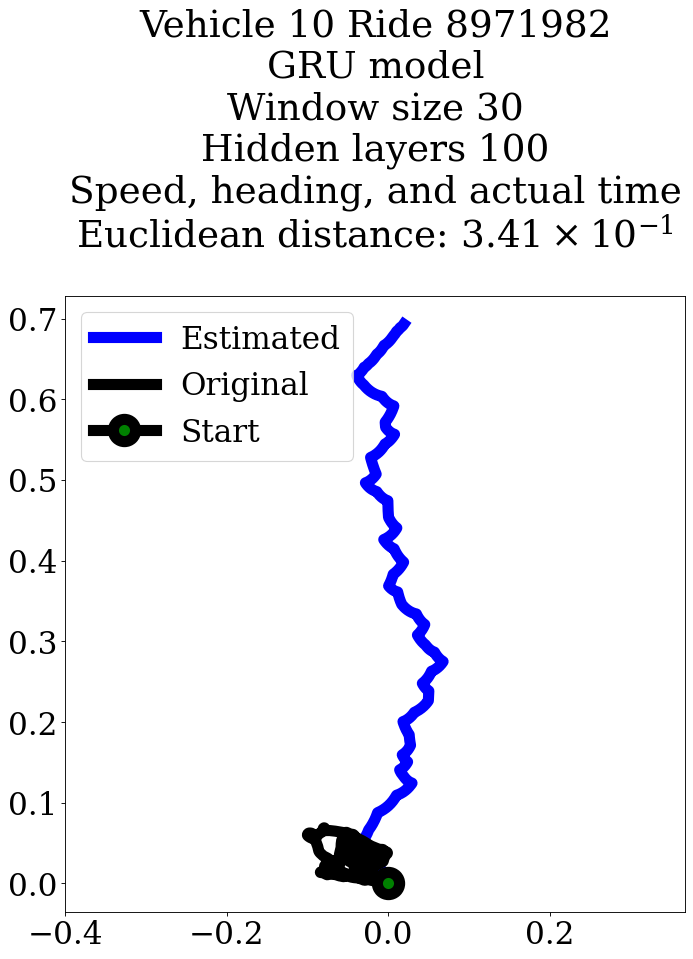 Vehicle 10 Ride 8971982
GRU model
Window size 30
Hidden layers 100
Speed, heading, and actual time
Euclidean distance: 3.41 × 10⁻¹
Estimated
Original
Start
0.7
0.6
0.5
0.4
0.3
0.2
0.1
0.0
−0.4 −0.2 0.0 0.2